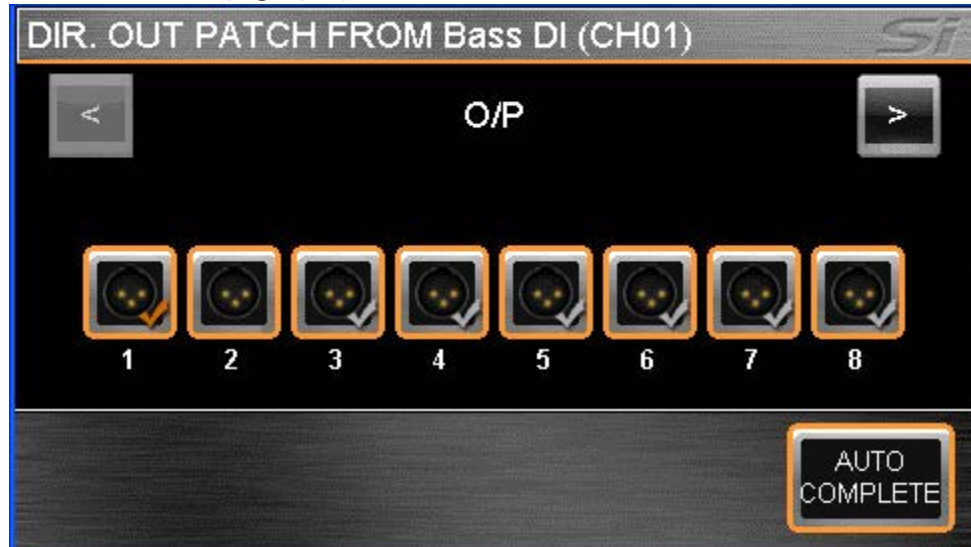 DIR. OUT PATCH FROM Bass DI (CH01)
Si
<
O/P
>
1 2 3 4 5 6 7 8
AUTO
COMPLETE